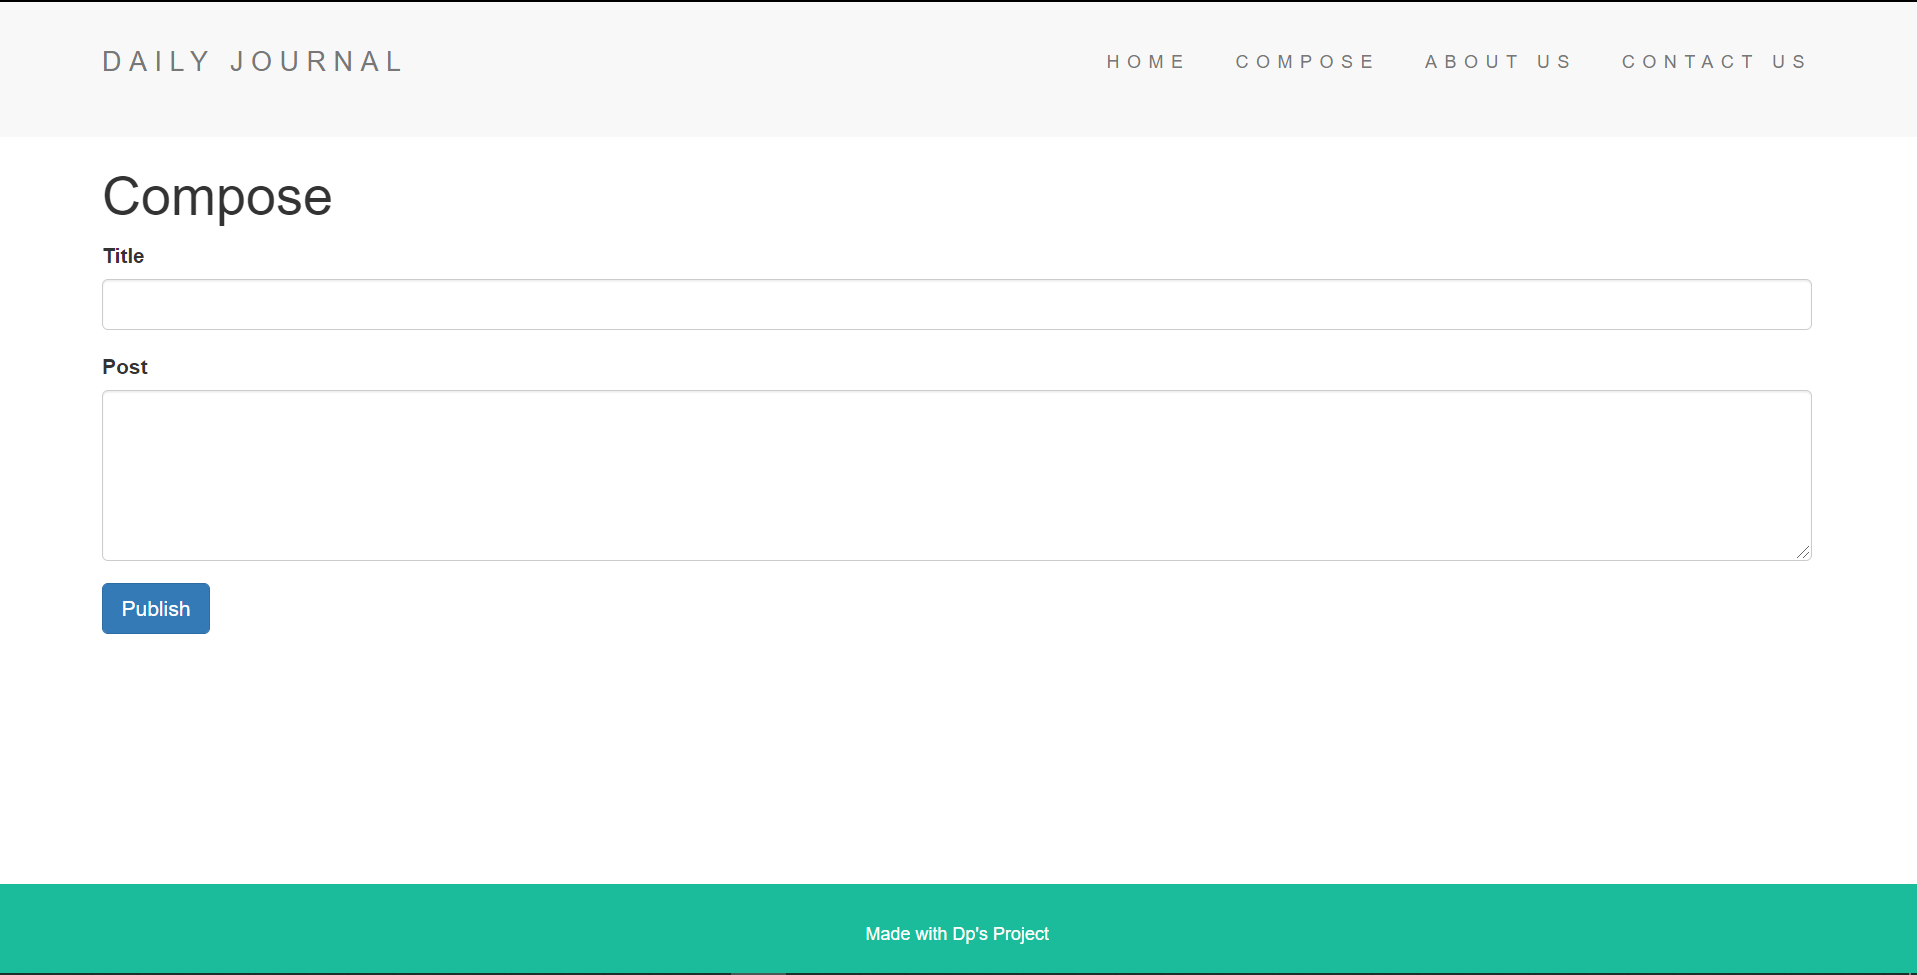 DAILY JOURNAL
HOME COMPOSE ABOUT US CONTACT US
Compose
Title
Post
Publish
Made with Dp's Project